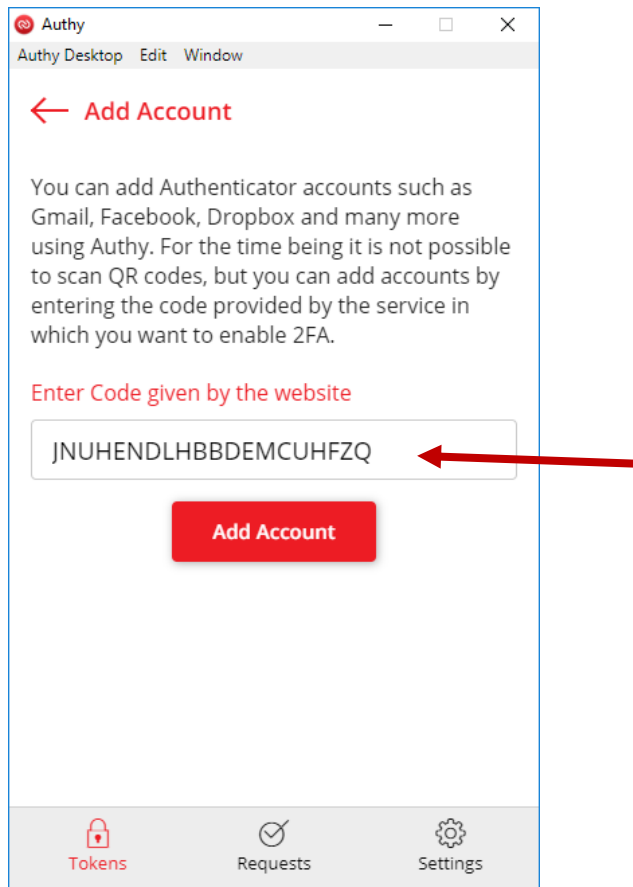 Authy
Authy Desktop Edit Window
Add Account
You can add Authenticator accounts such as
Gmail, Facebook, Dropbox and many more
using Authy. For the time being it is not possible
to scan QR codes, but you can add accounts by
entering the code provided by the service in
which you want to enable 2FA.
Enter Code given by the website
JNUHENDLHBBDEMCUHFZQ
Add Account
Tokens Requests Settings